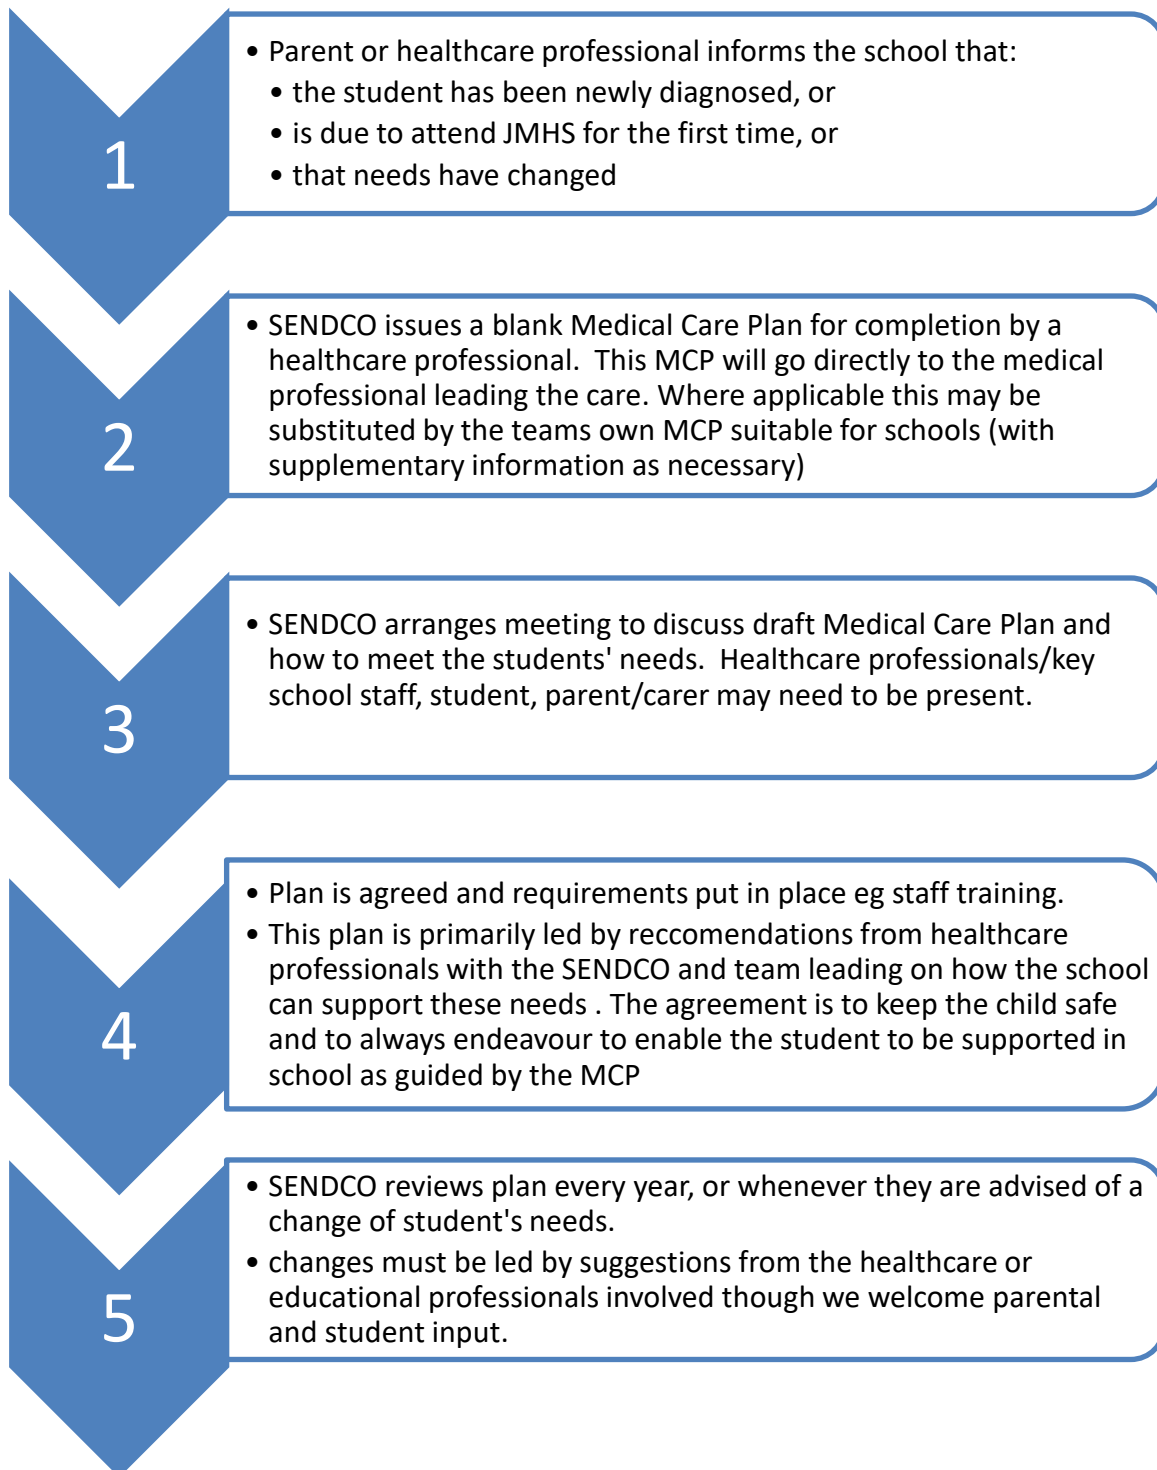 1
• Parent or healthcare professional informs the school that:
• the student has been newly diagnosed, or
• is due to attend JMHS for the first time, or
• that needs have changed
2
• SENDCO issues a blank Medical Care Plan for completion by a
healthcare professional.  This MCP will go directly to the medical
professional leading the care. Where applicable this may be
substituted by the teams own MCP suitable for schools (with
supplementary information as necessary)
3
• SENDCO arranges meeting to discuss draft Medical Care Plan and
how to meet the students' needs.  Healthcare professionals/key
school staff, student, parent/carer may need to be present.
4
• Plan is agreed and requirements put in place eg staff training.
• This plan is primarily led by reccomendations from healthcare
professionals with the SENDCO and team leading on how the school
can support these needs . The agreement is to keep the child safe
and to always endeavour to enable the student to be supported in
school as guided by the MCP
5
• SENDCO reviews plan every year, or whenever they are advised of a
change of student's needs.
• changes must be led by suggestions from the healthcare or
educational professionals involved though we welcome parental
and student input.